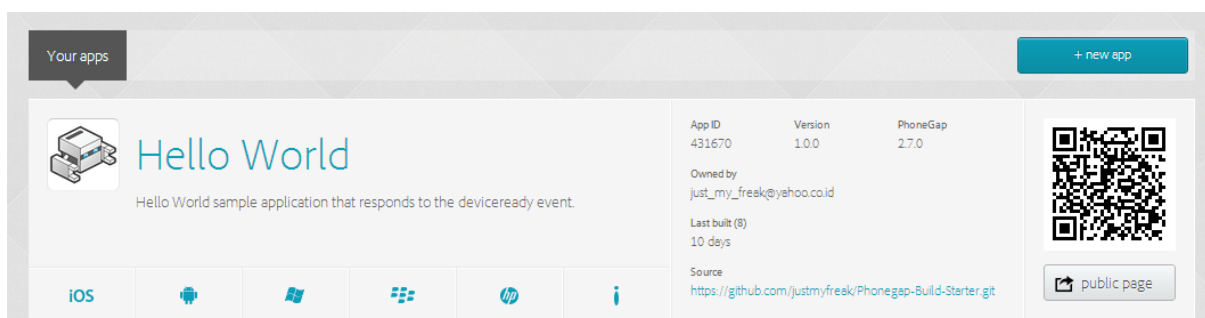 Your apps
+ new app
Hello World
Hello World sample application that responds to the deviceready event.
App ID Version PhoneGap
431670 1.0.0 2.7.0
Owned by
just_my_freak@yahoo.co.id
Last built (8)
10 days
Source
https://github.com/justmyfreak/Phonegap-Build-Starter.git
iOS
hp
public page